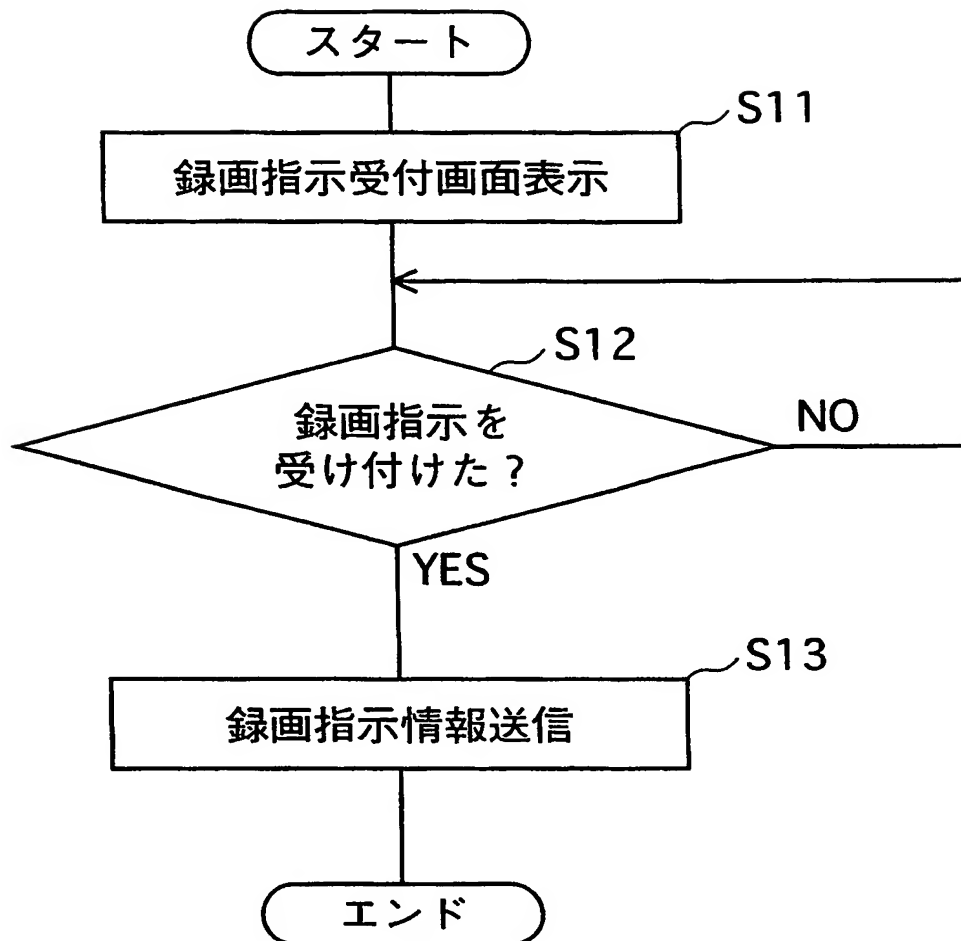 スタート
S11
録画指示受付画面表示
S12
録画指示を
受け付けた?
NO
YES
S13
録画指示情報送信
エンド